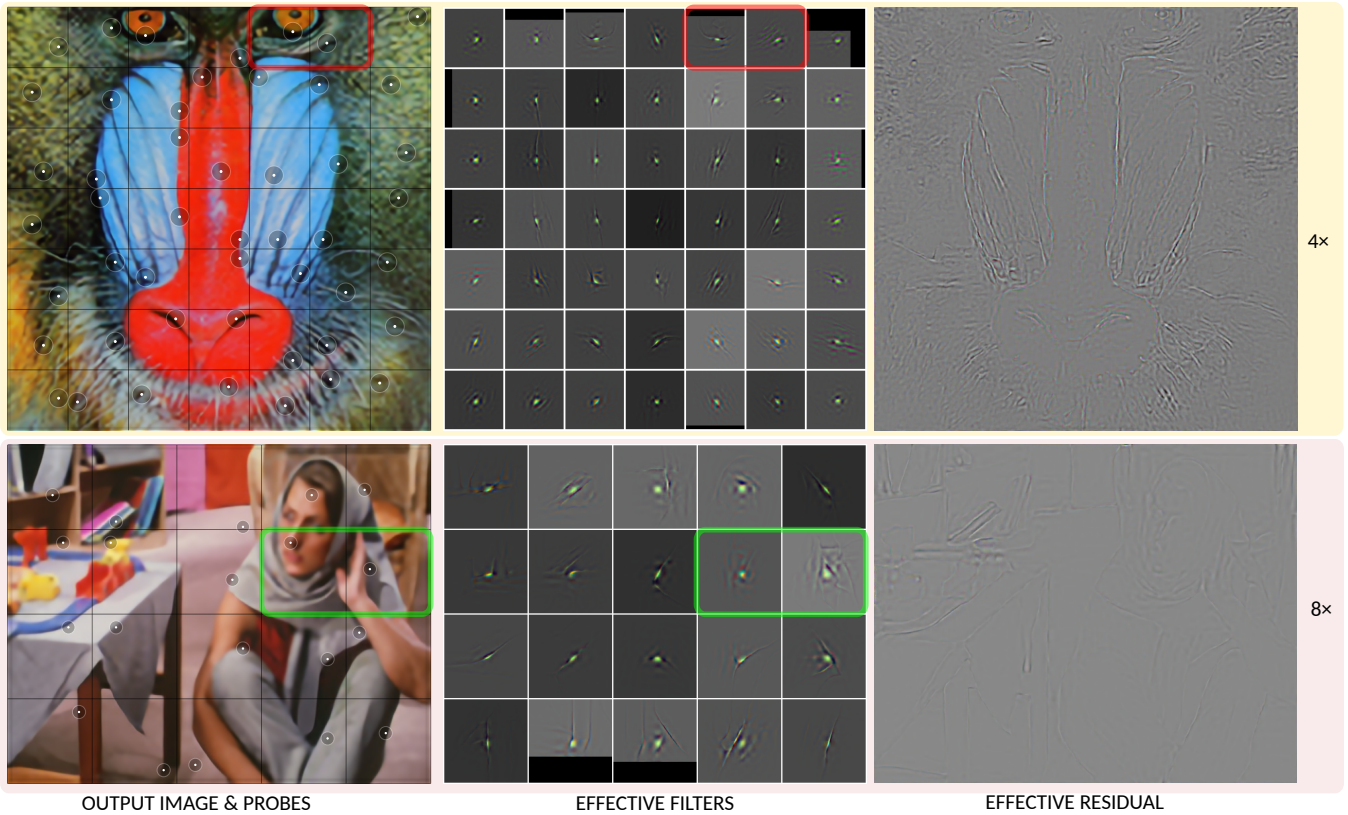 4×
8×
OUTPUT IMAGE & PROBES
EFFECTIVE FILTERS
EFFECTIVE RESIDUAL